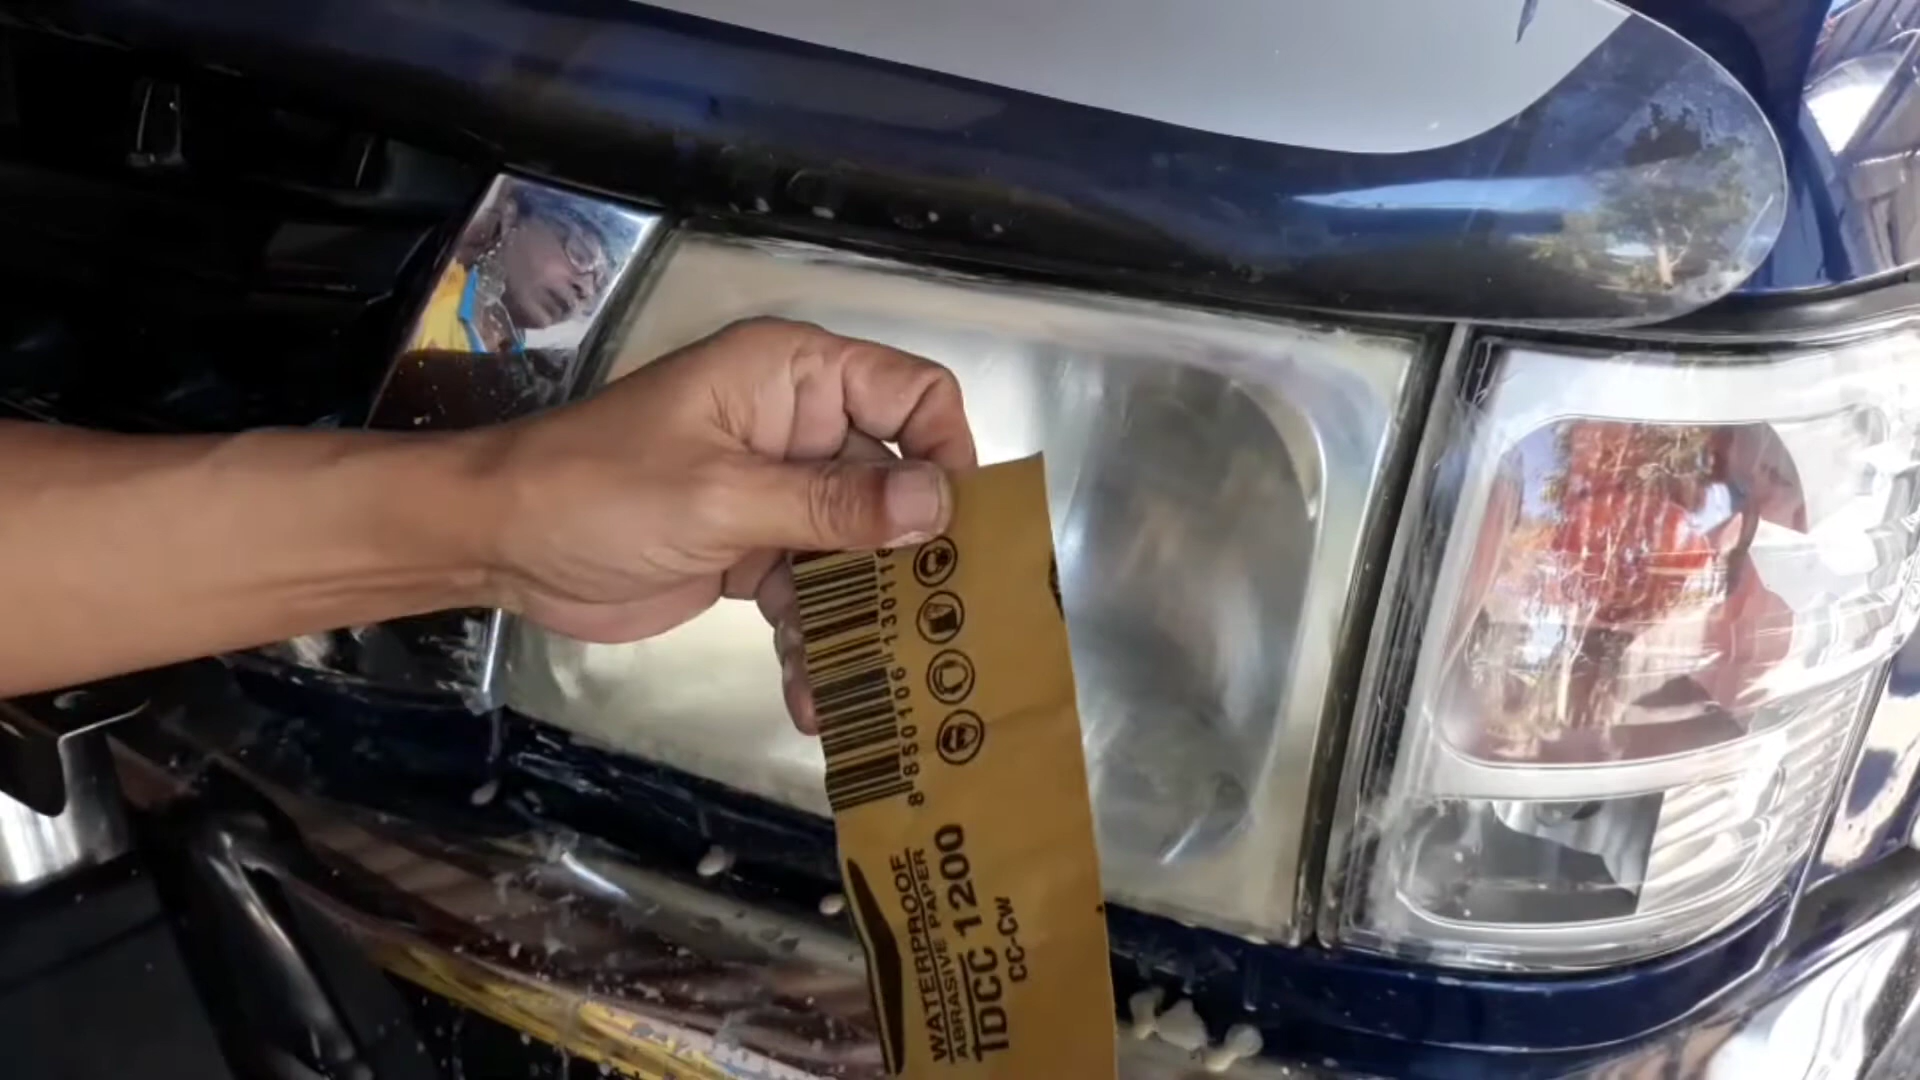 8 850106 13011
WATERPROOF
ABRASIVE PAPER
TDCC 1200
CC-CW